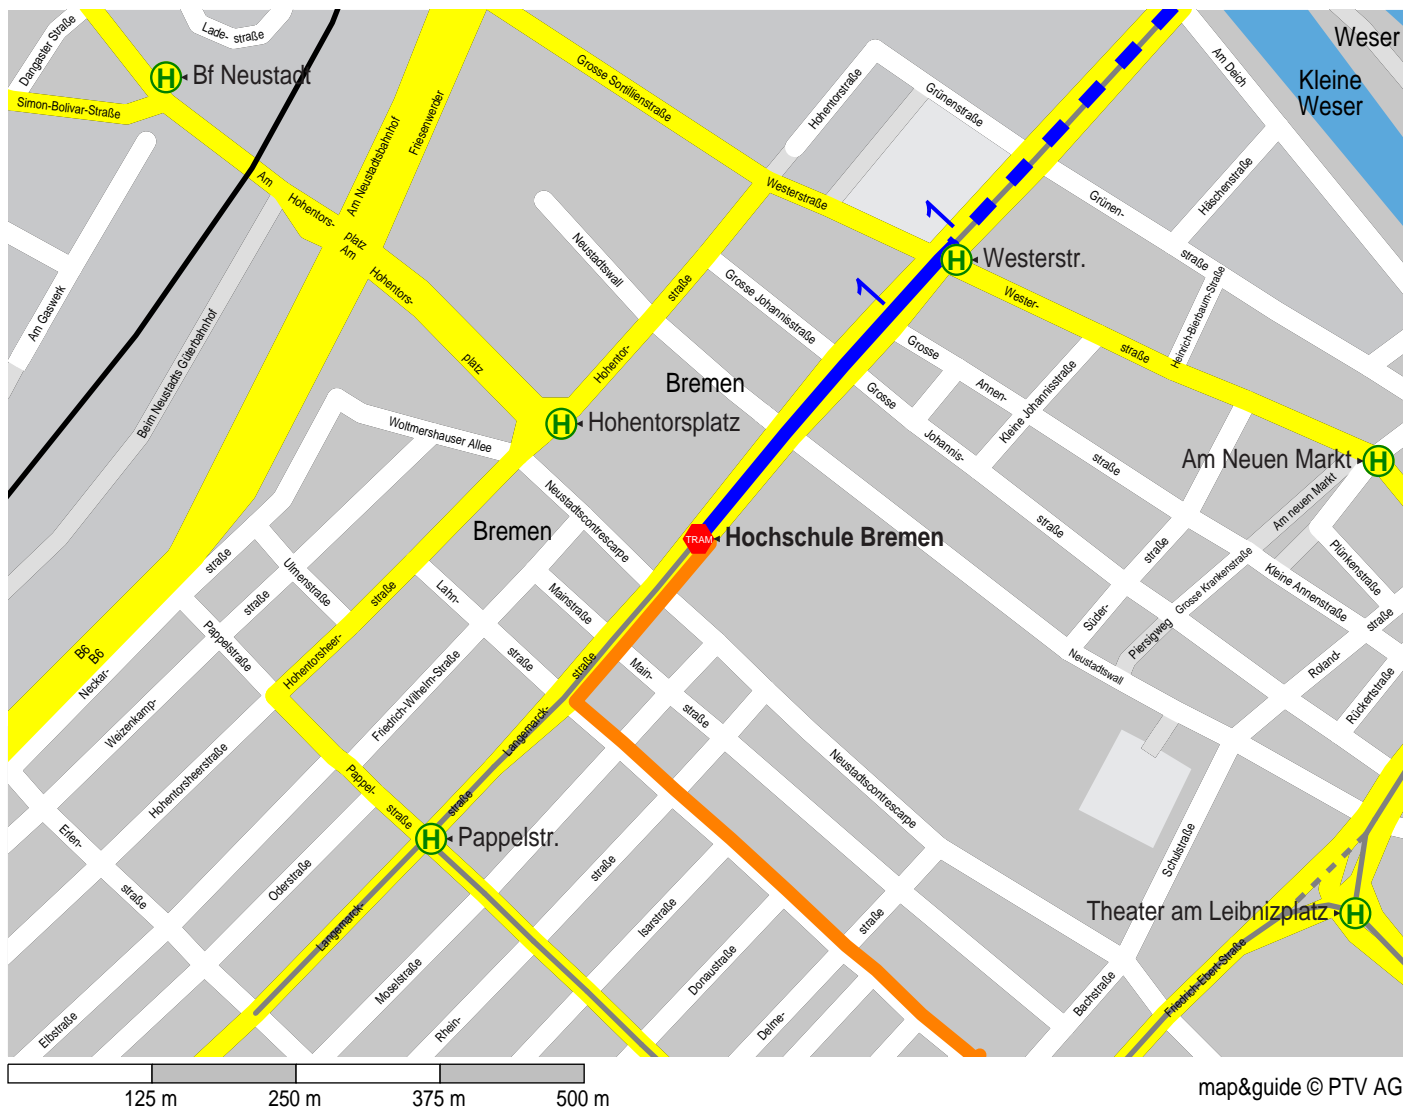 Dangaster Straße
Lade-
straße
Weser
Bf Neustadt
Simon-Bolivar-Straße
Grosse Sortilienstraße
Hohentorstraße
Grünenstraße
Am Deich
Kleine
Weser
Am Neustadtsbahnhof
Friesenwerder
Am
Hohentors-
platz
Am
Hohentors-
platz
Westerstraße
Grünen-
straße
Häschenstraße
1
Westerstr.
Neustadtswall
straße
Grosse Johannisstraße
1
Wester-
straße
Heinrich-Bierbaum-Straße
Am Gaswerk
Beim Neustadts Güterbahnhof
Hohentor-
Bremen
Grosse
Annen-
straße
Grosse
Johannis-
straße
Kleine Johannisstraße
H
Hohentorsplatz
Woltmershauser Allee
Am Neuen Markt
Am neuen Markt
Neustadtscontrescarpe
Bremen
TRAM
Hochschule Bremen
straße
Ulmenstraße
straße
straße
Lahn-
straße
Mainstraße
Main-
straße
straße
Süder-
Piersigweg
Grosse Krankenstraße
Kleine Annenstraße
Plünkenstraße
straße
Roland-
Rückertstraße
Neustadtswall
Pappelstraße
Hohentorsheer-
B6
B6
Neckar-
Weizenkamp-
Friedrich-Wilhelm-Straße
Langemarck-
straße
Hohentorsheerstraße
Pappel-
straße
Pappelstr.
Neustadtscontrescarpe
Schulstraße
Erlen-
straße
Oderstraße
Langemarck-
straße
Isarstraße
straße
Theater am Leibnizplatz
Friedrich-Ebert-Straße
Bachstraße
Elbstraße
Moselstraße
Rhein-
Donaustraße
Delme-
125 m
250 m
375 m
500 m
map&guide © PTV AG